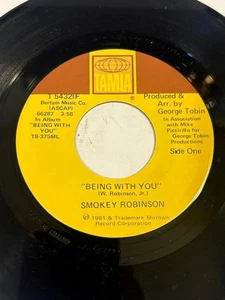 TAMLA
T 54321F
Bertam Music Co.
(ASCAP)
66287 3:58
In Album
"BEING WITH
YOU"
T8-375ML
Produced &
Arr. by
George Tobin
In Association
with Mike
Piccirillo for
George Tobin
Productions
Side One
"BEING WITH YOU"
(W. Robinson, Jr.)
SMOKEY ROBINSON
℗ 1981 & Trademark Motown
Record Corporation